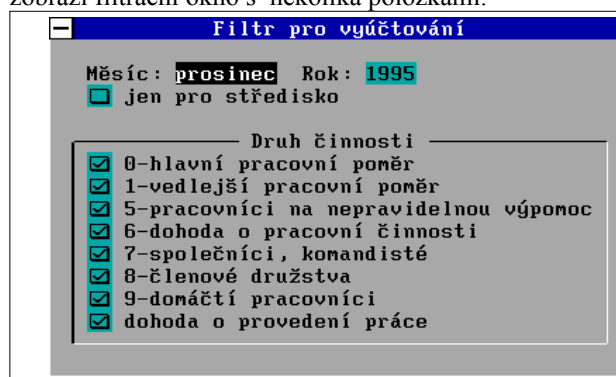 zobrazí filtrační okno s několika položkami:
Filtr pro vyúčtování
Měsíc: prosinec Rok: 1995
jen pro středisko
Druh činnosti
0-hlavní pracovní poměr
1-vedlejší pracovní poměr
5-pracovníci na nepravidelnou výpomoc
6-dohoda o pracovní činnosti
7-společníci, komandisté
8-členové družstva
9-domáčtí pracovníci
dohoda o provedení práce